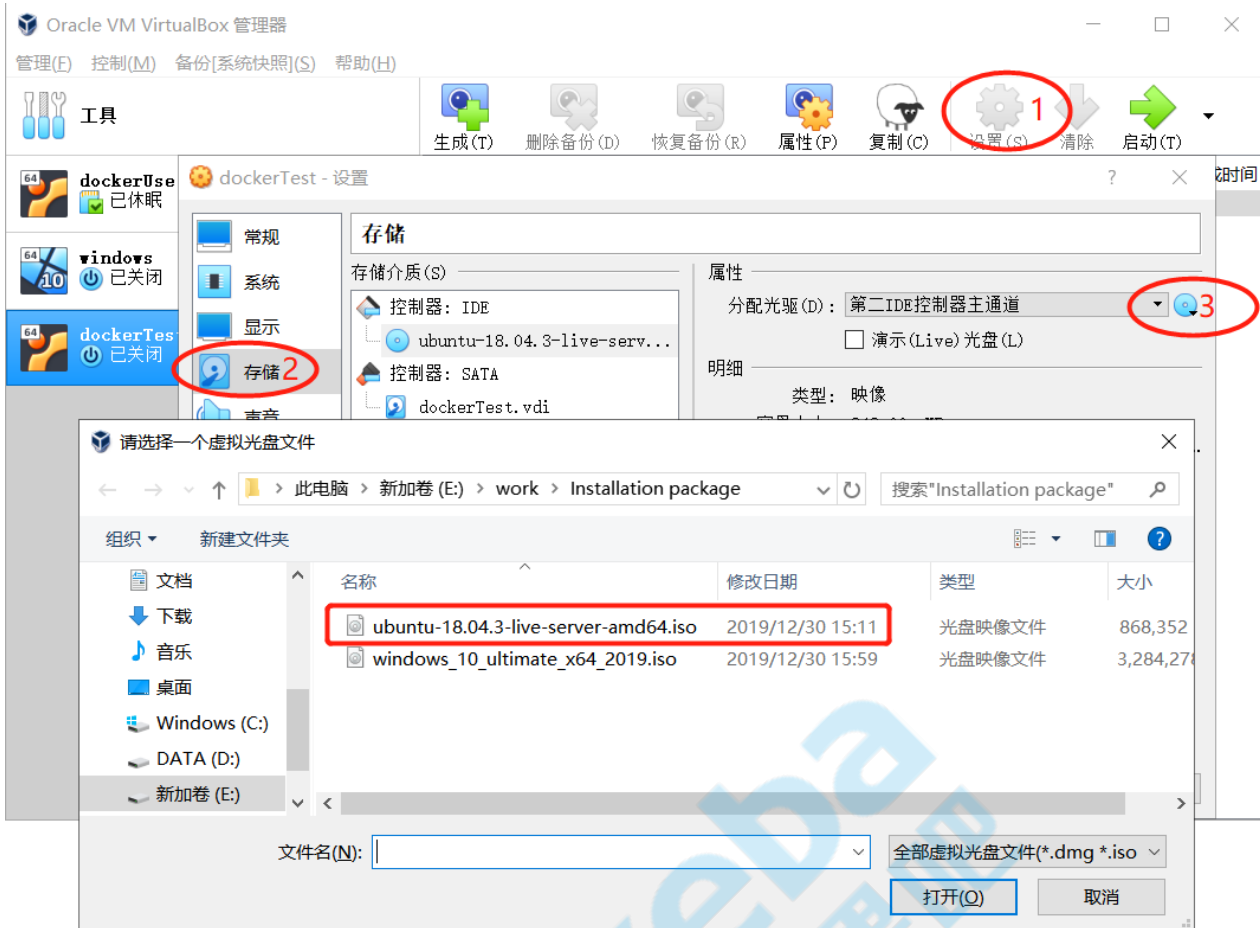 Oracle VM VirtualBox 管理器
管理(F) 控制(M) 备份[系统快照](S) 帮助(H)
工具
生成(T) 删除备份(D) 恢复备份(R) 属性(P) 复制(C) 设置(S) 1 清除 启动(T)
64 dockerUse
已休眠
64 windows
10 已关闭
64 dockerTes
已关闭
dockerTest - 设置 ?
时间
常规
系统
显示
存储 2
声音
存储
存储介质(S)
控制器: IDE
ubuntu-18.04.3-live-serv...
控制器: SATA
dockerTest.vdi
属性
分配光驱(D): 第二IDE控制器主通道 3
演示(Live)光盘(L)
明细
类型: 映像
请选择一个虚拟光盘文件
此电脑 > 新加卷 (E:) > work > Installation package
搜索"Installation package"
组织 新建文件夹 ?
文档
下载
音乐
桌面
Windows (C:)
DATA (D:)
新加卷 (E:)
名称 修改日期 类型 大小
ubuntu-18.04.3-live-server-amd64.iso 2019/12/30 15:11 光盘映像文件 868,352
windows_10_ultimate_x64_2019.iso 2019/12/30 15:59 光盘映像文件 3,284,278
文件名(N): 全部虚拟光盘文件(*.dmg *.iso
打开(O) 取消